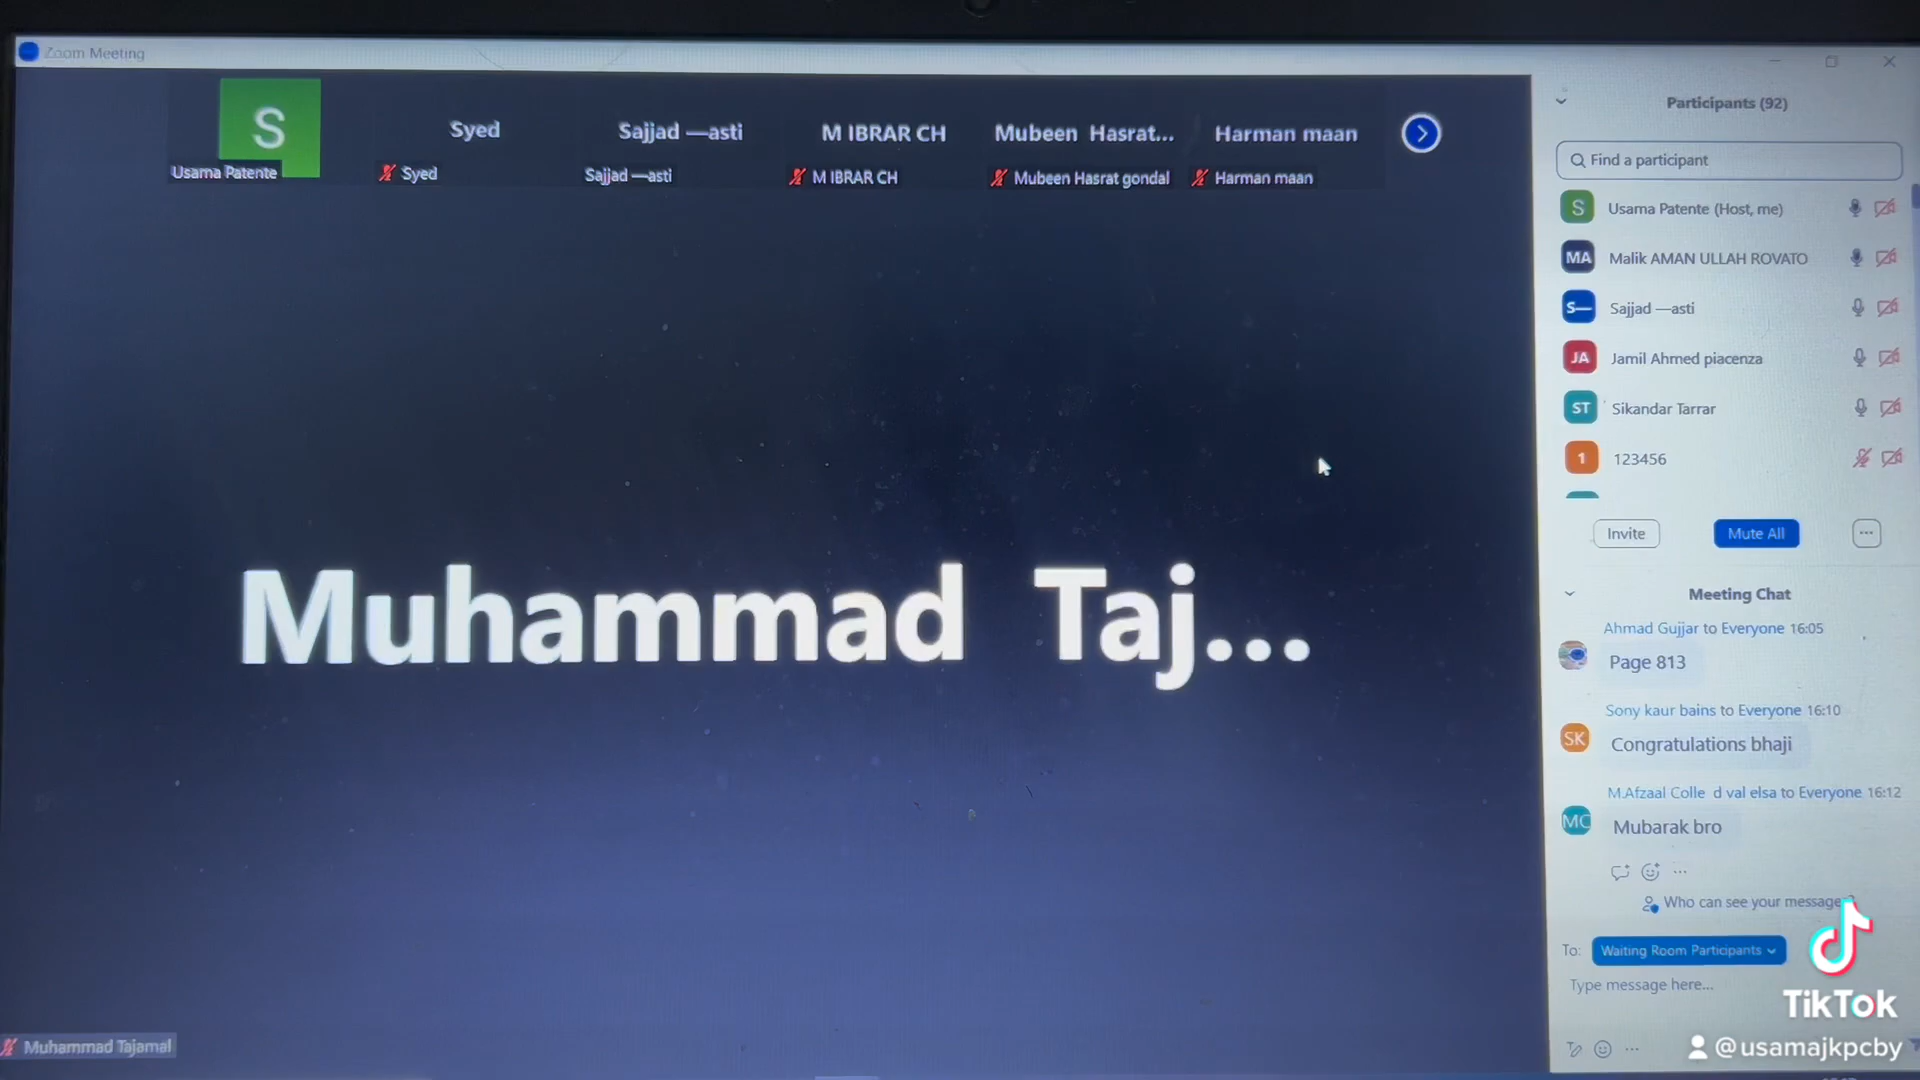 Zoom Meeting
S
Usama Patente
Syed
Syed
Sajjad —asti
Sajjad —asti
M IBRAR CH
M IBRAR CH
Mubeen Hasrat...
Mubeen Hasrat gondal
Harman maan
Harman maan
Muhammad Taj...
Muhammad Tajamal
Participants (92)
Find a participant
S Usama Patente (Host, me)
MA Malik AMAN ULLAH ROVATO
S— Sajjad —asti
JA Jamil Ahmed piacenza
ST Sikandar Tarrar
1 123456
Invite Mute All
Meeting Chat
Ahmad Gujjar to Everyone 16:05
Page 813
Sony kaur bains to Everyone 16:10
SK Congratulations bhaji
M.Afzaal Colle d val elsa to Everyone 16:12
MC Mubarak bro
Who can see your message?
To: Waiting Room Participants
Type message here...
TikTok
@usamajkpcby